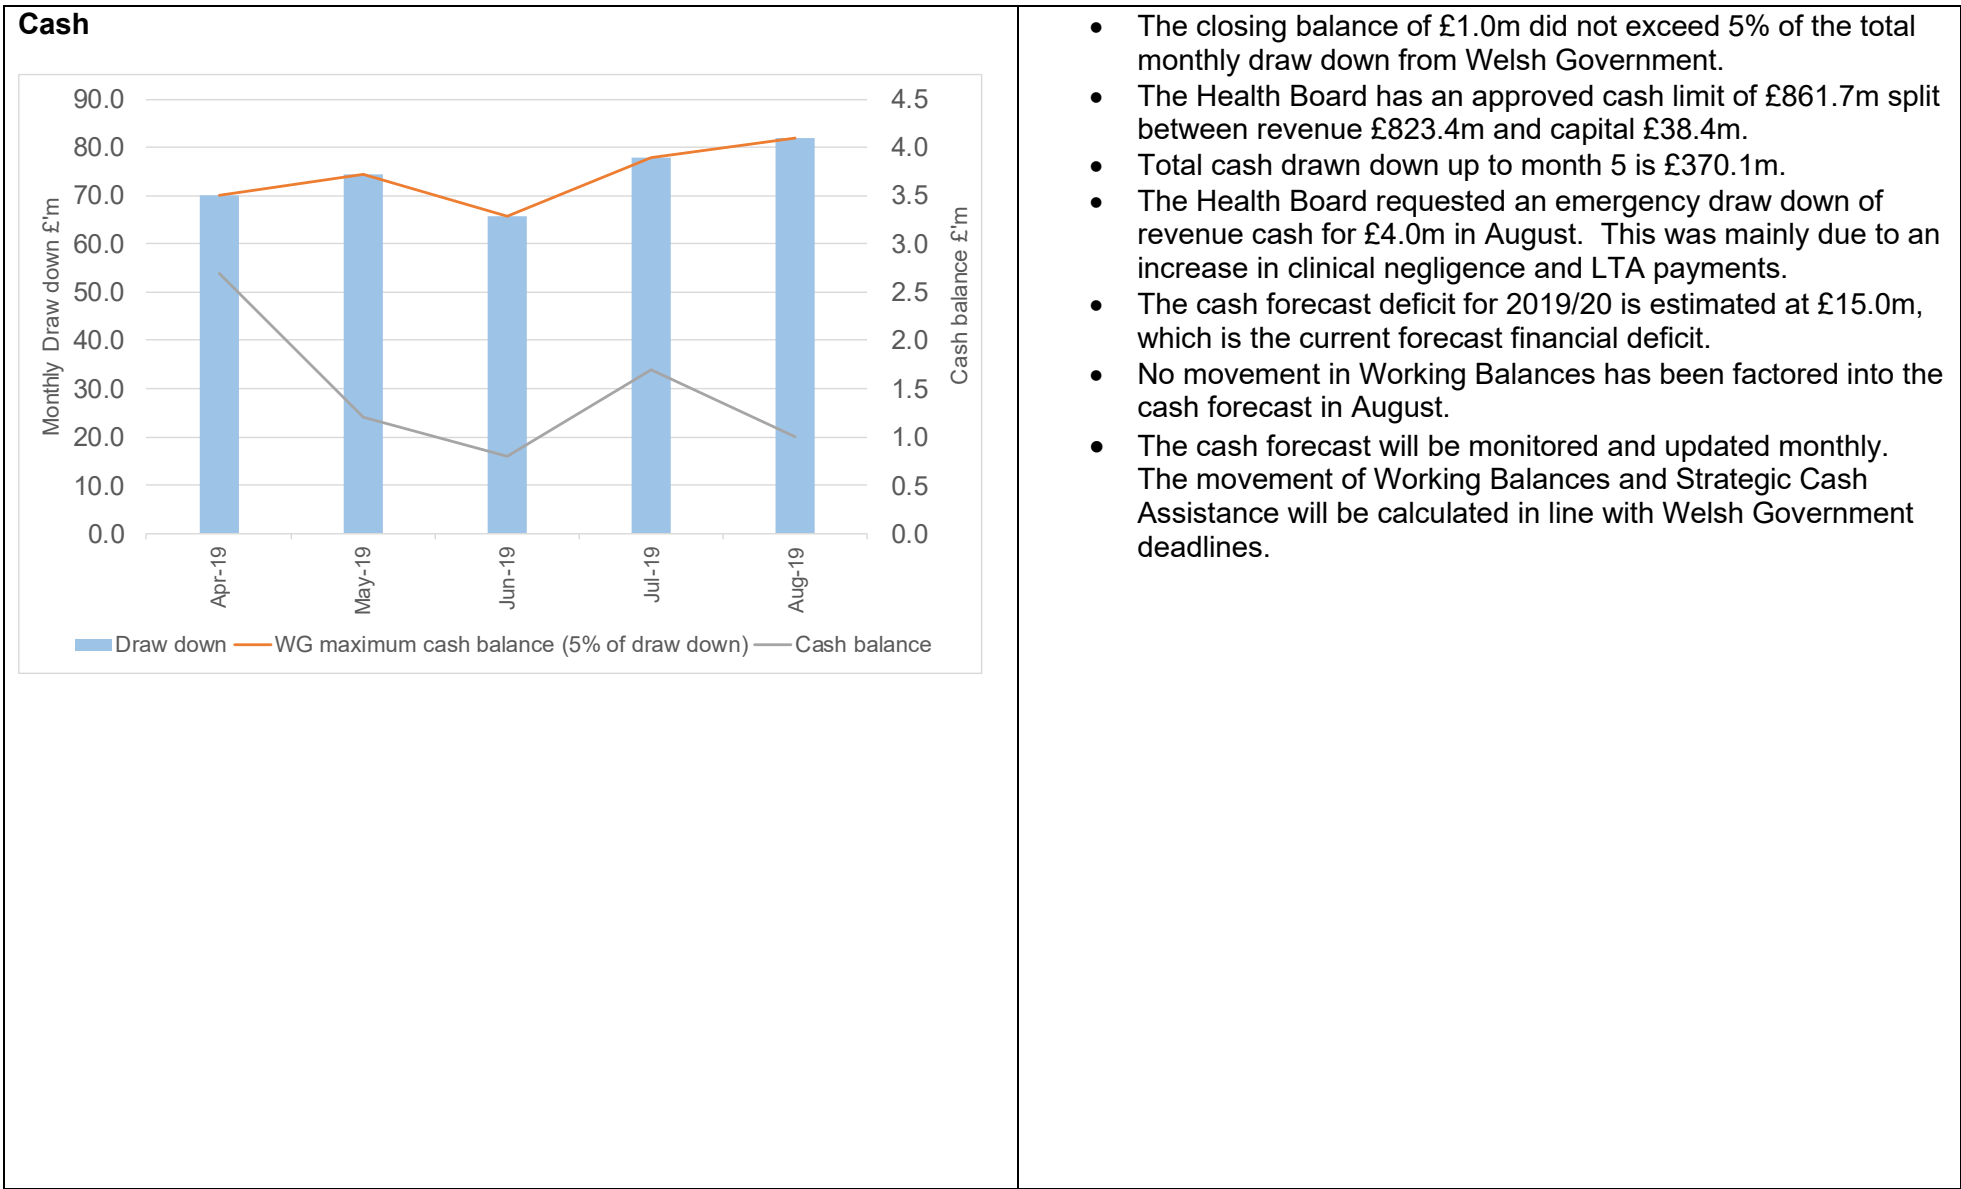 Cash
90.0
80.0
70.0
60.0
50.0
40.0
30.0
20.0
10.0
0.0
Monthly Draw down £'m
4.5
4.0
3.5
3.0
2.5
2.0
1.5
1.0
0.5
0.0
Cash balance £'m
Apr-19
May-19
Jun-19
Jul-19
Aug-19
Draw down
WG maximum cash balance (5% of draw down)
Cash balance
• The closing balance of £1.0m did not exceed 5% of the total
monthly draw down from Welsh Government.
• The Health Board has an approved cash limit of £861.7m split
between revenue £823.4m and capital £38.4m.
• Total cash drawn down up to month 5 is £370.1m.
• The Health Board requested an emergency draw down of
revenue cash for £4.0m in August.  This was mainly due to an
increase in clinical negligence and LTA payments.
• The cash forecast deficit for 2019/20 is estimated at £15.0m,
which is the current forecast financial deficit.
• No movement in Working Balances has been factored into the
cash forecast in August.
• The cash forecast will be monitored and updated monthly.
The movement of Working Balances and Strategic Cash
Assistance will be calculated in line with Welsh Government
deadlines.